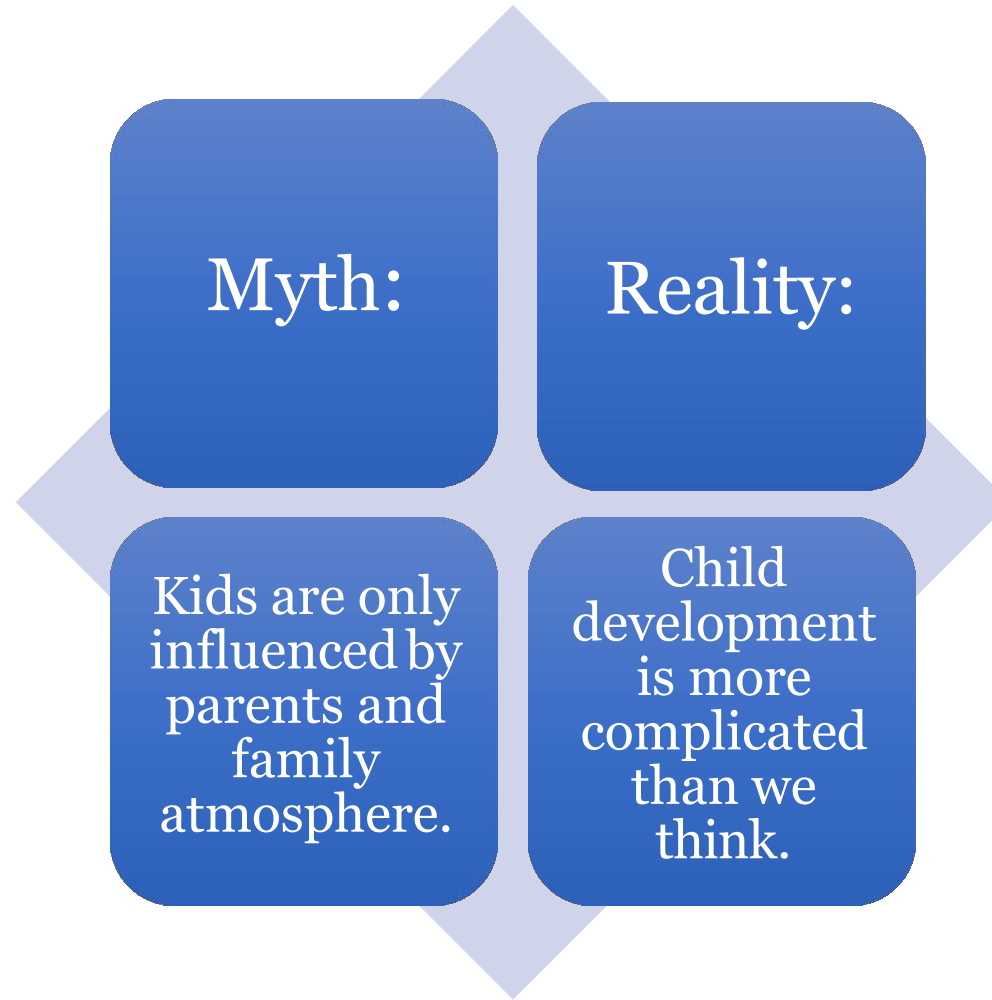 Myth:
Reality:
Kids are only
influenced by
parents and
family
atmosphere.
Child
development
is more
complicated
than we
think.